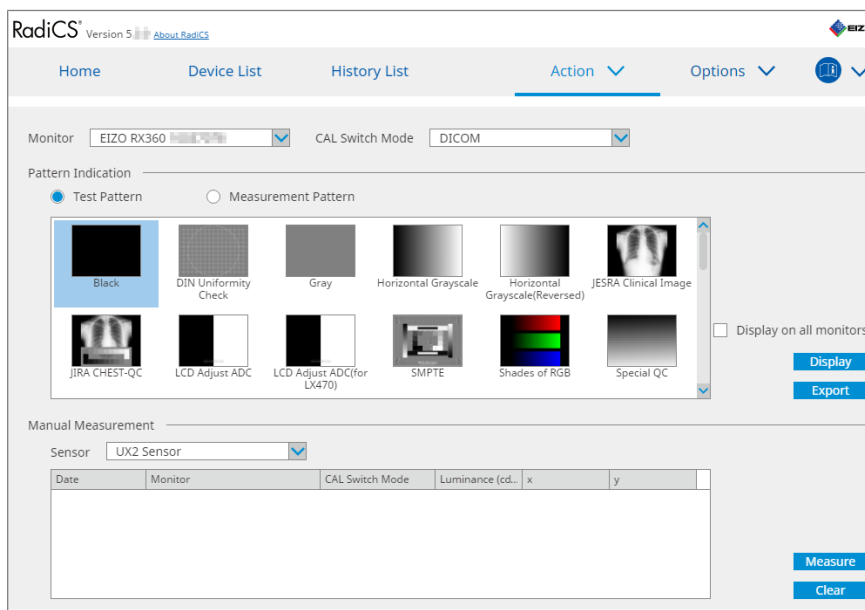 RadiCS® Version 5. About RadiCS EIZ
Home Device List History List Action Options
Monitor EIZO RX360 CAL Switch Mode DICOM
Pattern Indication
Test Pattern Measurement Pattern
Black DIN Uniformity Check Gray Horizontal Grayscale Horizontal Grayscale(Reversed) JESRA Clinical Image
JIRA CHEST-QC LCD Adjust ADC LCD Adjust ADC(for LX470) SMPTE Shades of RGB Special QC
Display on all monitors
Display
Export
Manual Measurement
Sensor UX2 Sensor
Date Monitor CAL Switch Mode Luminance (cd... x y
Measure
Clear